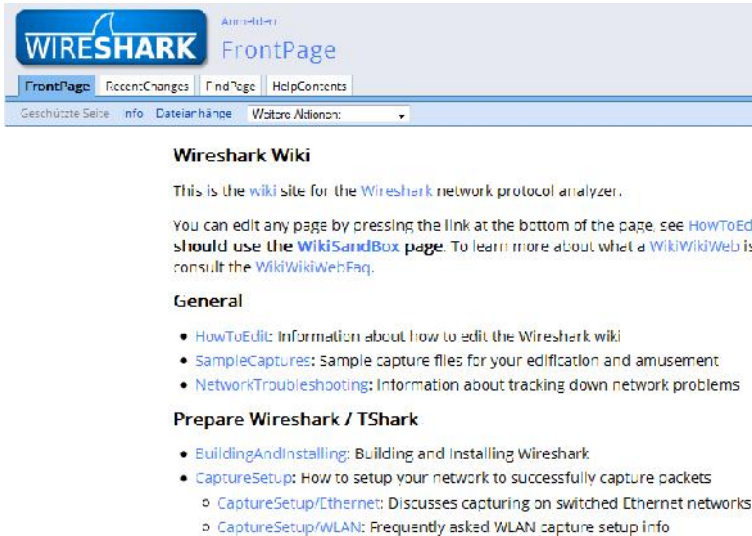 WIRESHARK
Anmelden
FrontPage
FrontPage RecentChanges FindPage HelpContents
Geschützte Seite Info Dateianhänge Weitere Aktionen:
Wireshark Wiki
This is the wiki site for the Wireshark network protocol analyzer.
You can edit any page by pressing the link at the bottom of the page, see HowToEd
should use the WikiSandBox page. To learn more about what a WikiWikiWeb is
consult the WikiWikiWebFaq.
General
• HowToEdit: Information about how to edit the Wireshark wiki
• SampleCaptures: Sample capture files for your edification and amusement
• NetworkTroubleshooting: Information about tracking down network problems
Prepare Wireshark / TShark
• BuildingAndInstalling: Building and Installing Wireshark
• CaptureSetup: How to setup your network to successfully capture packets
○ CaptureSetup/Ethernet: Discusses capturing on switched Ethernet networks
○ CaptureSetup/WLAN: Frequently asked WLAN capture setup info